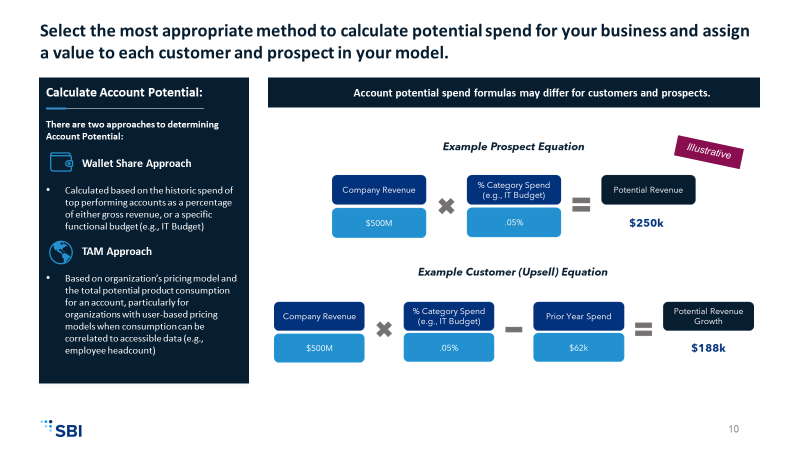 Select the most appropriate method to calculate potential spend for your business and assign
a value to each customer and prospect in your model.
Calculate Account Potential:
There are two approaches to determining
Account Potential:
Wallet Share Approach
• Calculated based on the historic spend of
top performing accounts as a percentage
of either gross revenue, or a specific
functional budget (e.g., IT Budget)
TAM Approach
• Based on organization's pricing model and
the total potential product consumption
for an account, particularly for
organizations with user-based pricing
models when consumption can be
correlated to accessible data (e.g.,
employee headcount)
Account potential spend formulas may differ for customers and prospects.
Example Prospect Equation
Illustrative
Company Revenue
% Category Spend
(e.g., IT Budget)
Potential Revenue
$500M
.05%
$250k
Example Customer (Upsell) Equation
Company Revenue
% Category Spend
(e.g., IT Budget)
Prior Year Spend
Potential Revenue
Growth
$500M
.05%
$62k
$188k
SBI
10